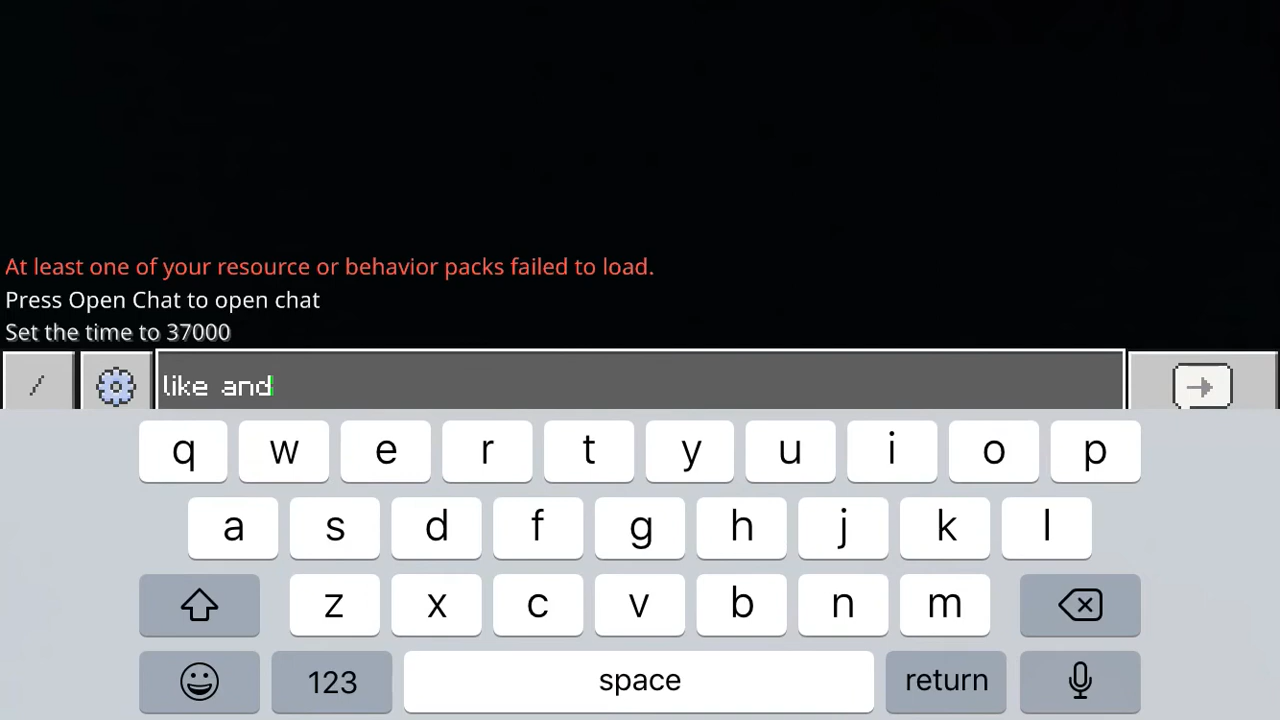 At least one of your resource or behavior packs failed to load.
Press Open Chat to open chat
Set the time to 37000
/ like and
q w e r t y u i o p
a s d f g h j k l
z x c v b n m
123 space return